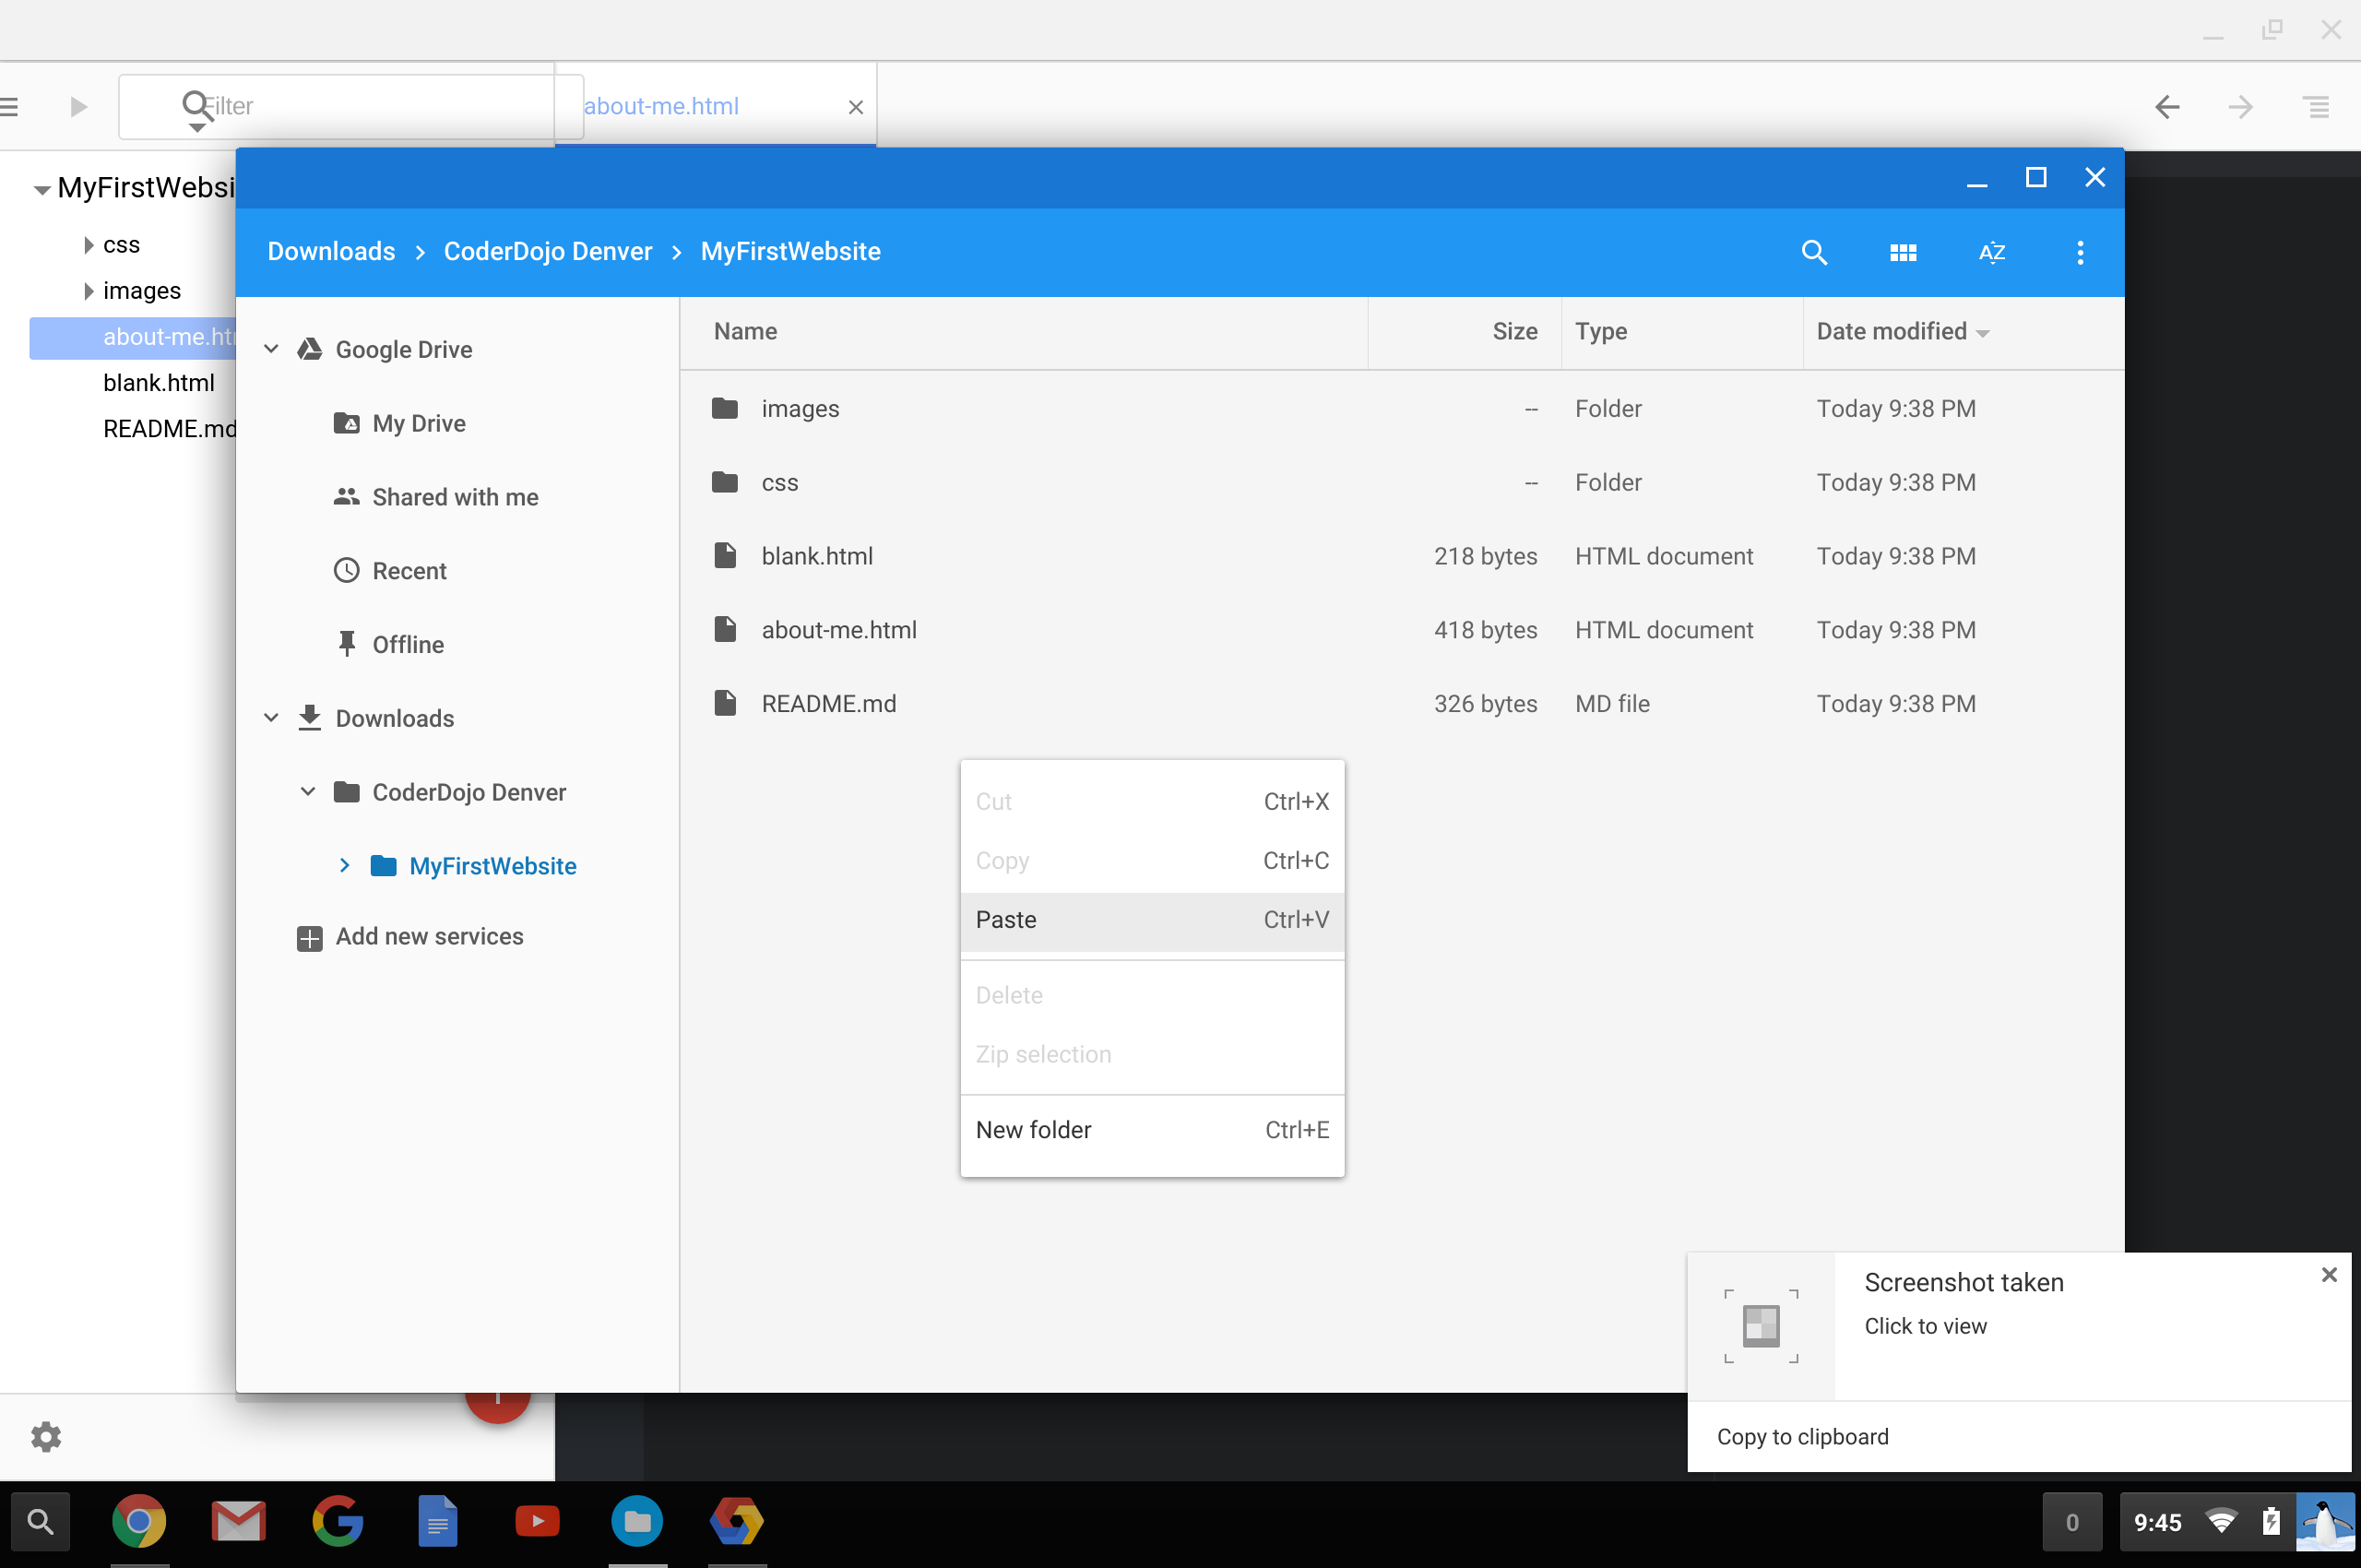 Filter
about-me.html
MyFirstWebsi
css
images
about-me.ht
blank.html
README.md
Downloads > CoderDojo Denver > MyFirstWebsite
AZ
Google Drive
My Drive
Shared with me
Recent
Offline
Downloads
CoderDojo Denver
MyFirstWebsite
Add new services
Name Size Type Date modified
images -- Folder Today 9:38 PM
css -- Folder Today 9:38 PM
blank.html 218 bytes HTML document Today 9:38 PM
about-me.html 418 bytes HTML document Today 9:38 PM
README.md 326 bytes MD file Today 9:38 PM
Cut Ctrl+X
Copy Ctrl+C
Paste Ctrl+V
Delete
Zip selection
New folder Ctrl+E
Screenshot taken
Click to view
Copy to clipboard
0 9:45